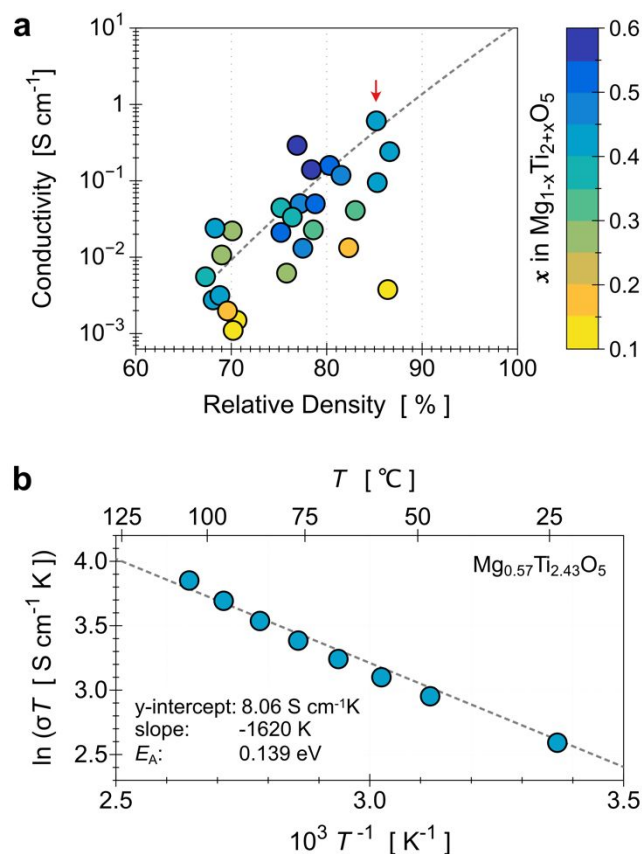 a
Conductivity [S cm⁻¹]
10¹
1
10⁻¹
10⁻²
10⁻³
60 70 80 90 100
Relative Density [ % ]
0.6
0.5
0.4
0.3
0.2
0.1
x in Mg₁₋ₓTi₂₊ₓO₅
b
T [ ℃]
125 100 75 50 25
ln (σT [ S cm⁻¹ K ])
4.0
3.5
3.0
2.5
Mg₀.₅₇Ti₂.₄₃O₅
y-intercept: 8.06 S cm⁻¹K
slope: -1620 K
E_A: 0.139 eV
2.5 3.0 3.5
10³ T⁻¹ [ K⁻¹ ]